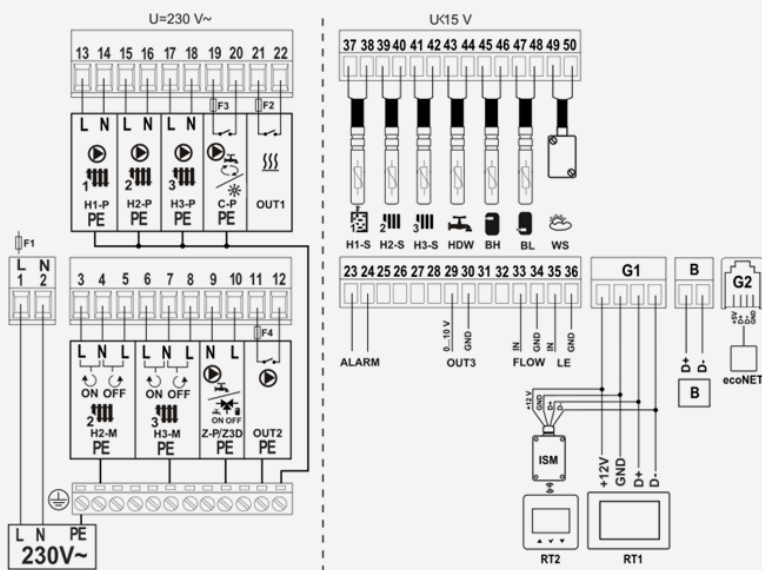 U=230 V~
13 14 15 16 17 18 19 20 21 22
F3 F2
L N L N L N
1 2 3
H1-P H2-P H3-P C-P OUT1
PE PE PE PE
F1
L N
1 2
3 4 5 6 7 8 9 10 11 12
F4
L N L L N L N L
ON OFF ON OFF ON OFF
2 3
H2-M H3-M Z-P/Z3D OUT2
PE PE PE PE
L N PE
230V~
U<15 V
37 38 39 40 41 42 43 44 45 46 47 48 49 50
1 2 3
H1-S H2-S H3-S HDW BH BL WS
23 24 25 26 27 28 29 30 31 32 33 34 35 36
ALARM
0...10 V GND
OUT3
IN GND
FLOW
IN GND
LE
G1
B
G2
+5V D+ D- GND
ecoNET
D+ D-
B
+12 V GND D+ D-
ISM
+12V GND D+ D-
RT2 RT1